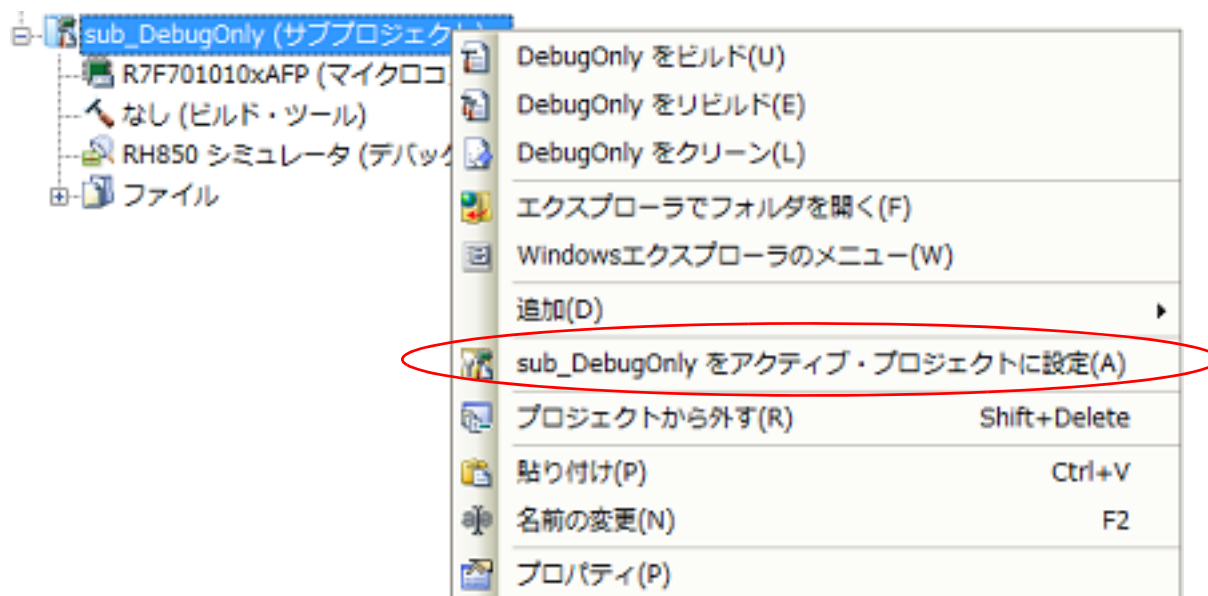 sub_DebugOnly (サブプロジェクト)
R7F701010xAFP (マイクロコ
なし (ビルド・ツール)
RH850 シミュレータ (デバッグ
ファイル
DebugOnly をビルド(U)
DebugOnly をリビルド(E)
DebugOnly をクリーン(L)
エクスプローラでフォルダを開く(F)
Windowsエクスプローラのメニュー(W)
追加(D)
sub_DebugOnly をアクティブ・プロジェクトに設定(A)
プロジェクトから外す(R) Shift+Delete
貼り付け(P) Ctrl+V
名前の変更(N) F2
プロパティ(P)